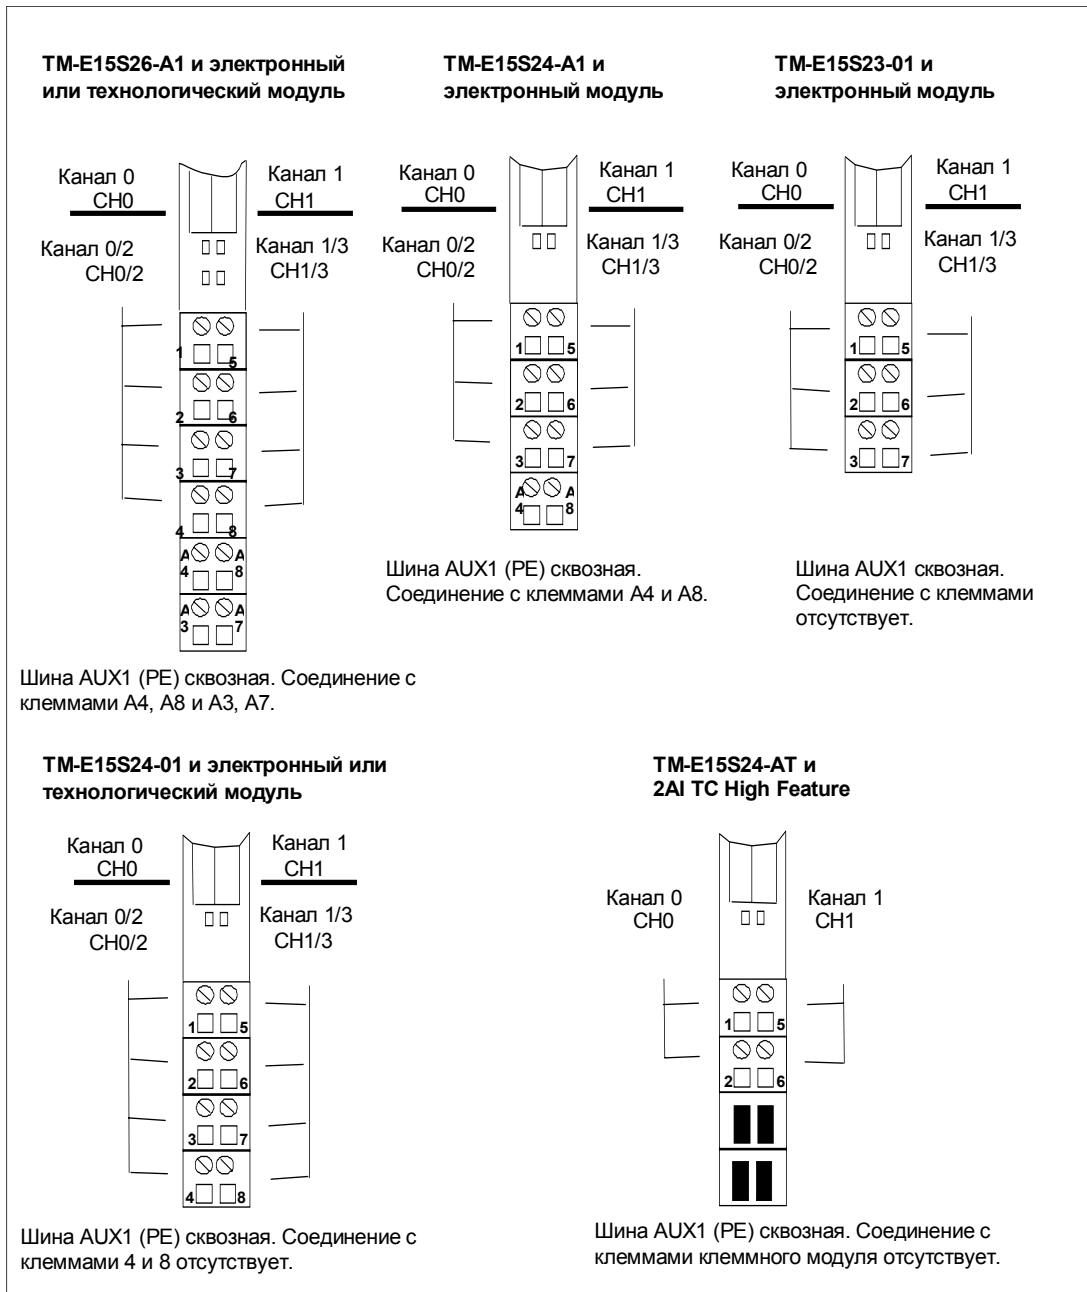 TM-E15S26-A1 и электронный
или технологический модуль
Канал 0
CH0
Канал 1
CH1
Канал 0/2
CH0/2
Канал 1/3
CH1/3
1 5
2 6
3 7
4 8
A4 A8
A3 A7
Шина AUX1 (PE) сквозная. Соединение с
клеммами A4, A8 и A3, A7.
TM-E15S24-A1 и
электронный модуль
Канал 0
CH0
Канал 1
CH1
Канал 0/2
CH0/2
Канал 1/3
CH1/3
1 5
2 6
3 7
A4 A8
Шина AUX1 (PE) сквозная.
Соединение с клеммами A4 и A8.
TM-E15S23-01 и
электронный модуль
Канал 0
CH0
Канал 1
CH1
Канал 0/2
CH0/2
Канал 1/3
CH1/3
1 5
2 6
3 7
Шина AUX1 сквозная.
Соединение с клеммами
отсутствует.
TM-E15S24-01 и электронный или
технологический модуль
Канал 0
CH0
Канал 1
CH1
Канал 0/2
CH0/2
Канал 1/3
CH1/3
1 5
2 6
3 7
4 8
Шина AUX1 (PE) сквозная. Соединение с
клеммами 4 и 8 отсутствует.
TM-E15S24-AT и
2AI TC High Feature
Канал 0
CH0
Канал 1
CH1
1 5
2 6
Шина AUX1 (PE) сквозная. Соединение с
клеммами клеммного модуля отсутствует.